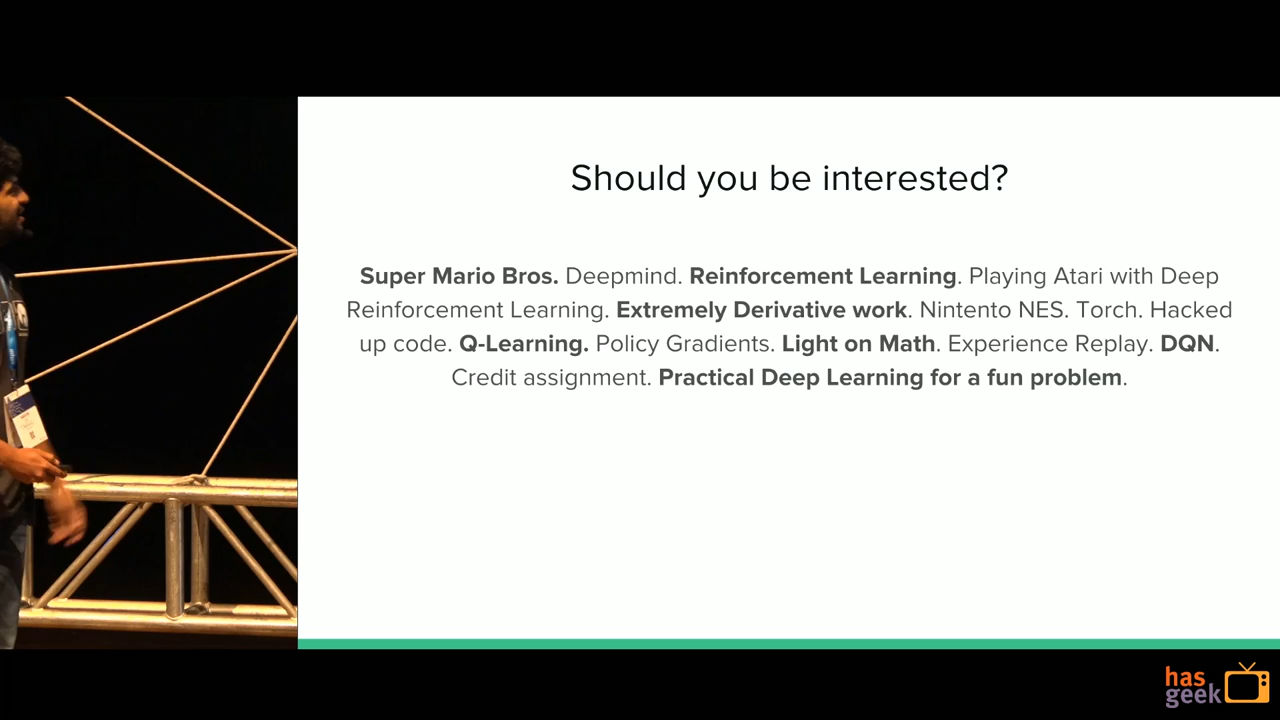 Should you be interested?
Super Mario Bros. Deepmind. Reinforcement Learning. Playing Atari with Deep
Reinforcement Learning. Extremely Derivative work. Nintento NES. Torch. Hacked
up code. Q-Learning. Policy Gradients. Light on Math. Experience Replay. DQN.
Credit assignment. Practical Deep Learning for a fun problem.
has
geek